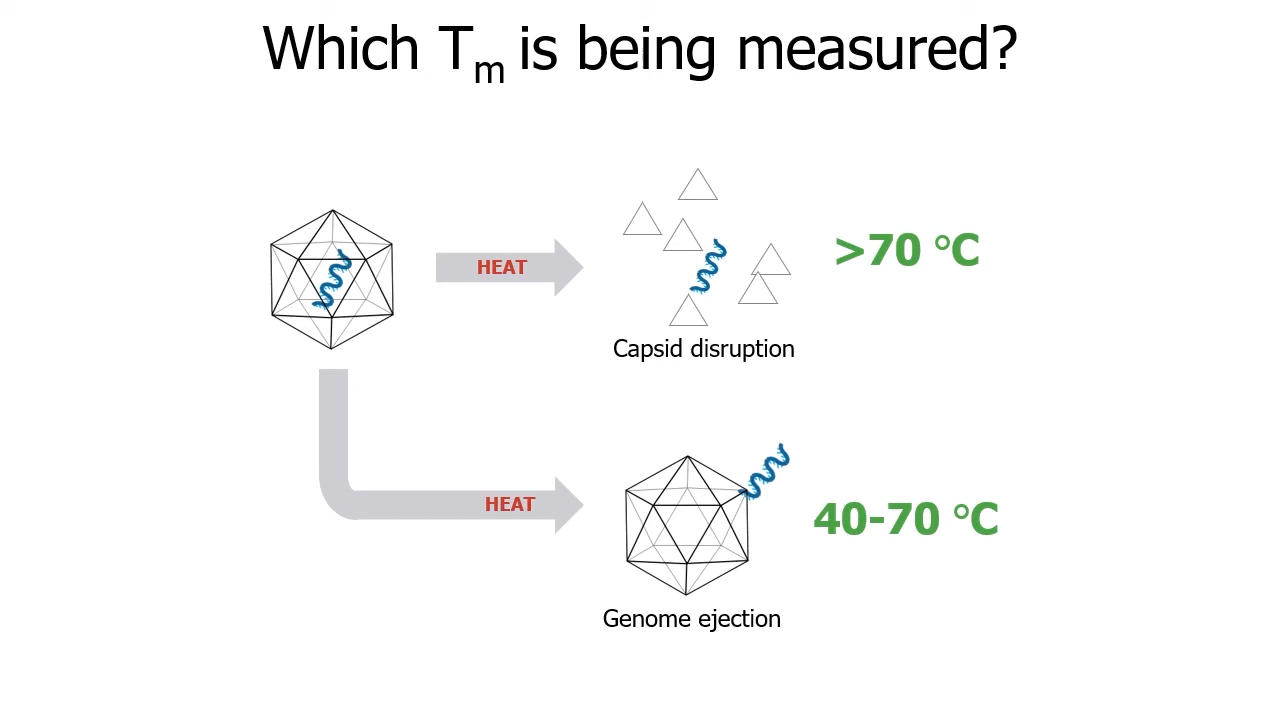 Which Tm is being measured?
HEAT
>70 °C
Capsid disruption
HEAT
40-70 °C
Genome ejection